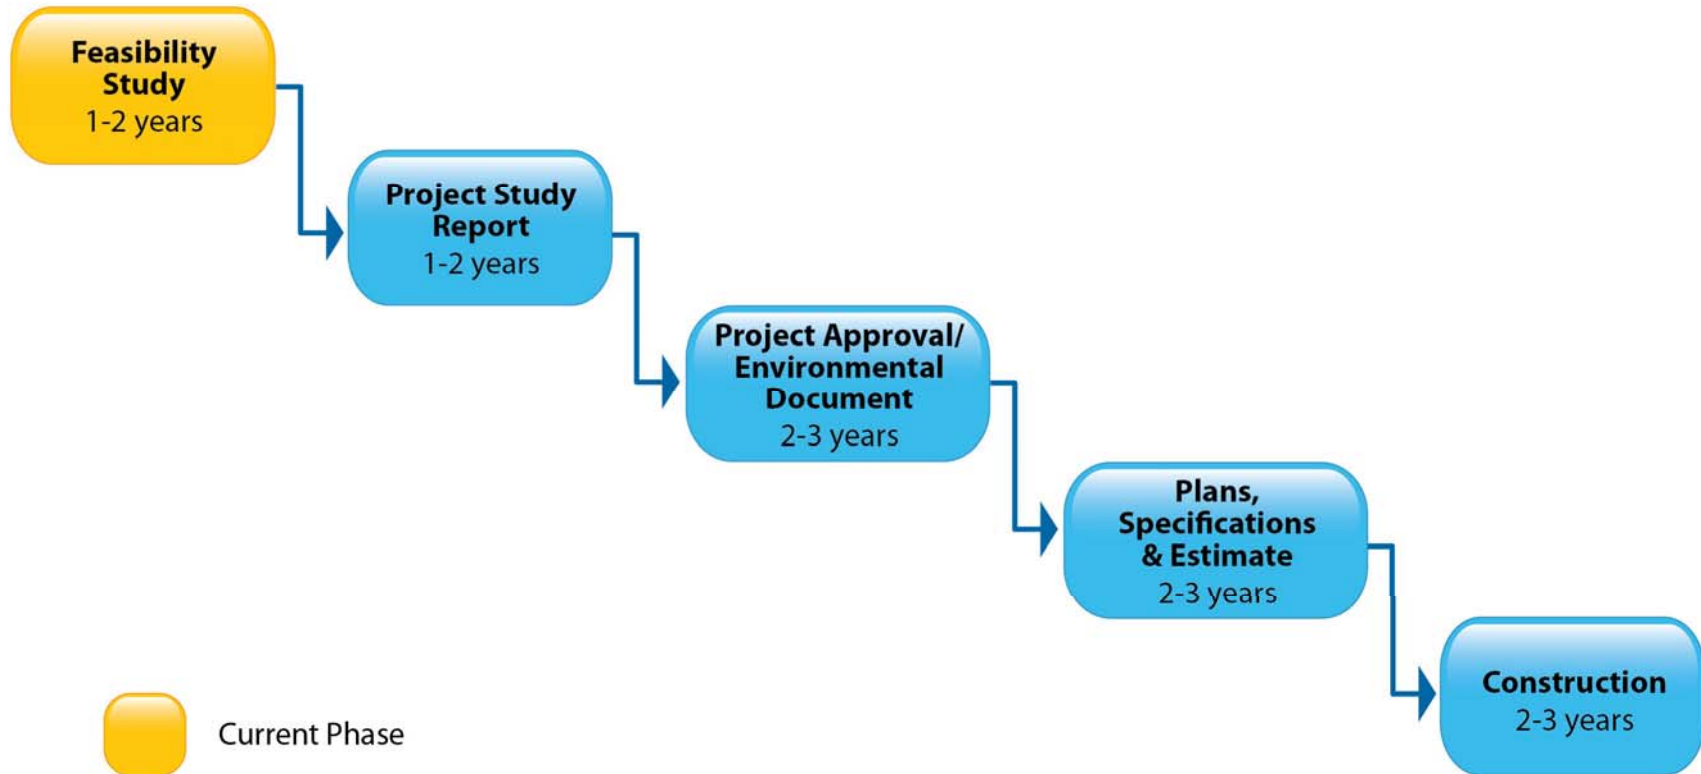 Feasibility
Study
1-2 years
Project Study
Report
1-2 years
Project Approval/
Environmental
Document
2-3 years
Plans,
Specifications
& Estimate
2-3 years
Construction
2-3 years
Current Phase